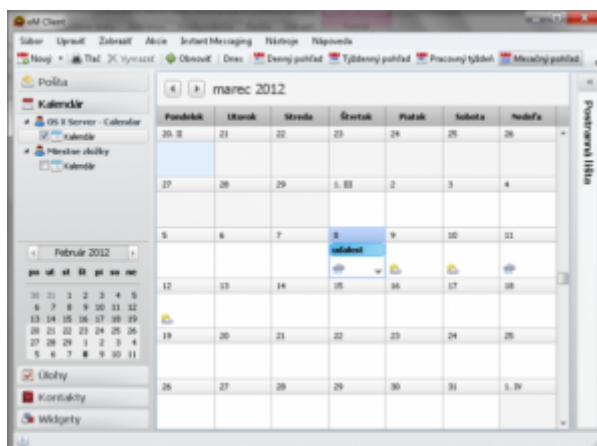 eM Client
Súbor Upraviť Zobraziť Akcie Instant Messaging Nástroje Nápoveda
Nový Tlač Vymazať Obnoviť Dnes Denný pohľad Týždenný pohľad Pracovný týždeň Mesačný pohľad
Pošta
Kalendár
OS X Server - Calendar
Kalendár
Miestne zložky
Kalendár
Február 2012
po ut st št pi so ne
30 31 1 2 3 4 5
6 7 8 9 10 11 12
13 14 15 16 17 18 19
20 21 22 23 24 25 26
27 28 29 1 2 3 4
5 6 7 8 9 10 11
Úlohy
Kontakty
Widgety
marec 2012
Pondelok Utorok Streda Štvrtok Piatok Sobota Nedeľa
20. II 21 22 23 24 25 26
27 28 29 1. III 2 3 4
5 6 7 8 9 10 11
udalost
12 13 14 15 16 17 18
19 20 21 22 23 24 25
26 27 28 29 30 31 1. IV
Postranná lišta